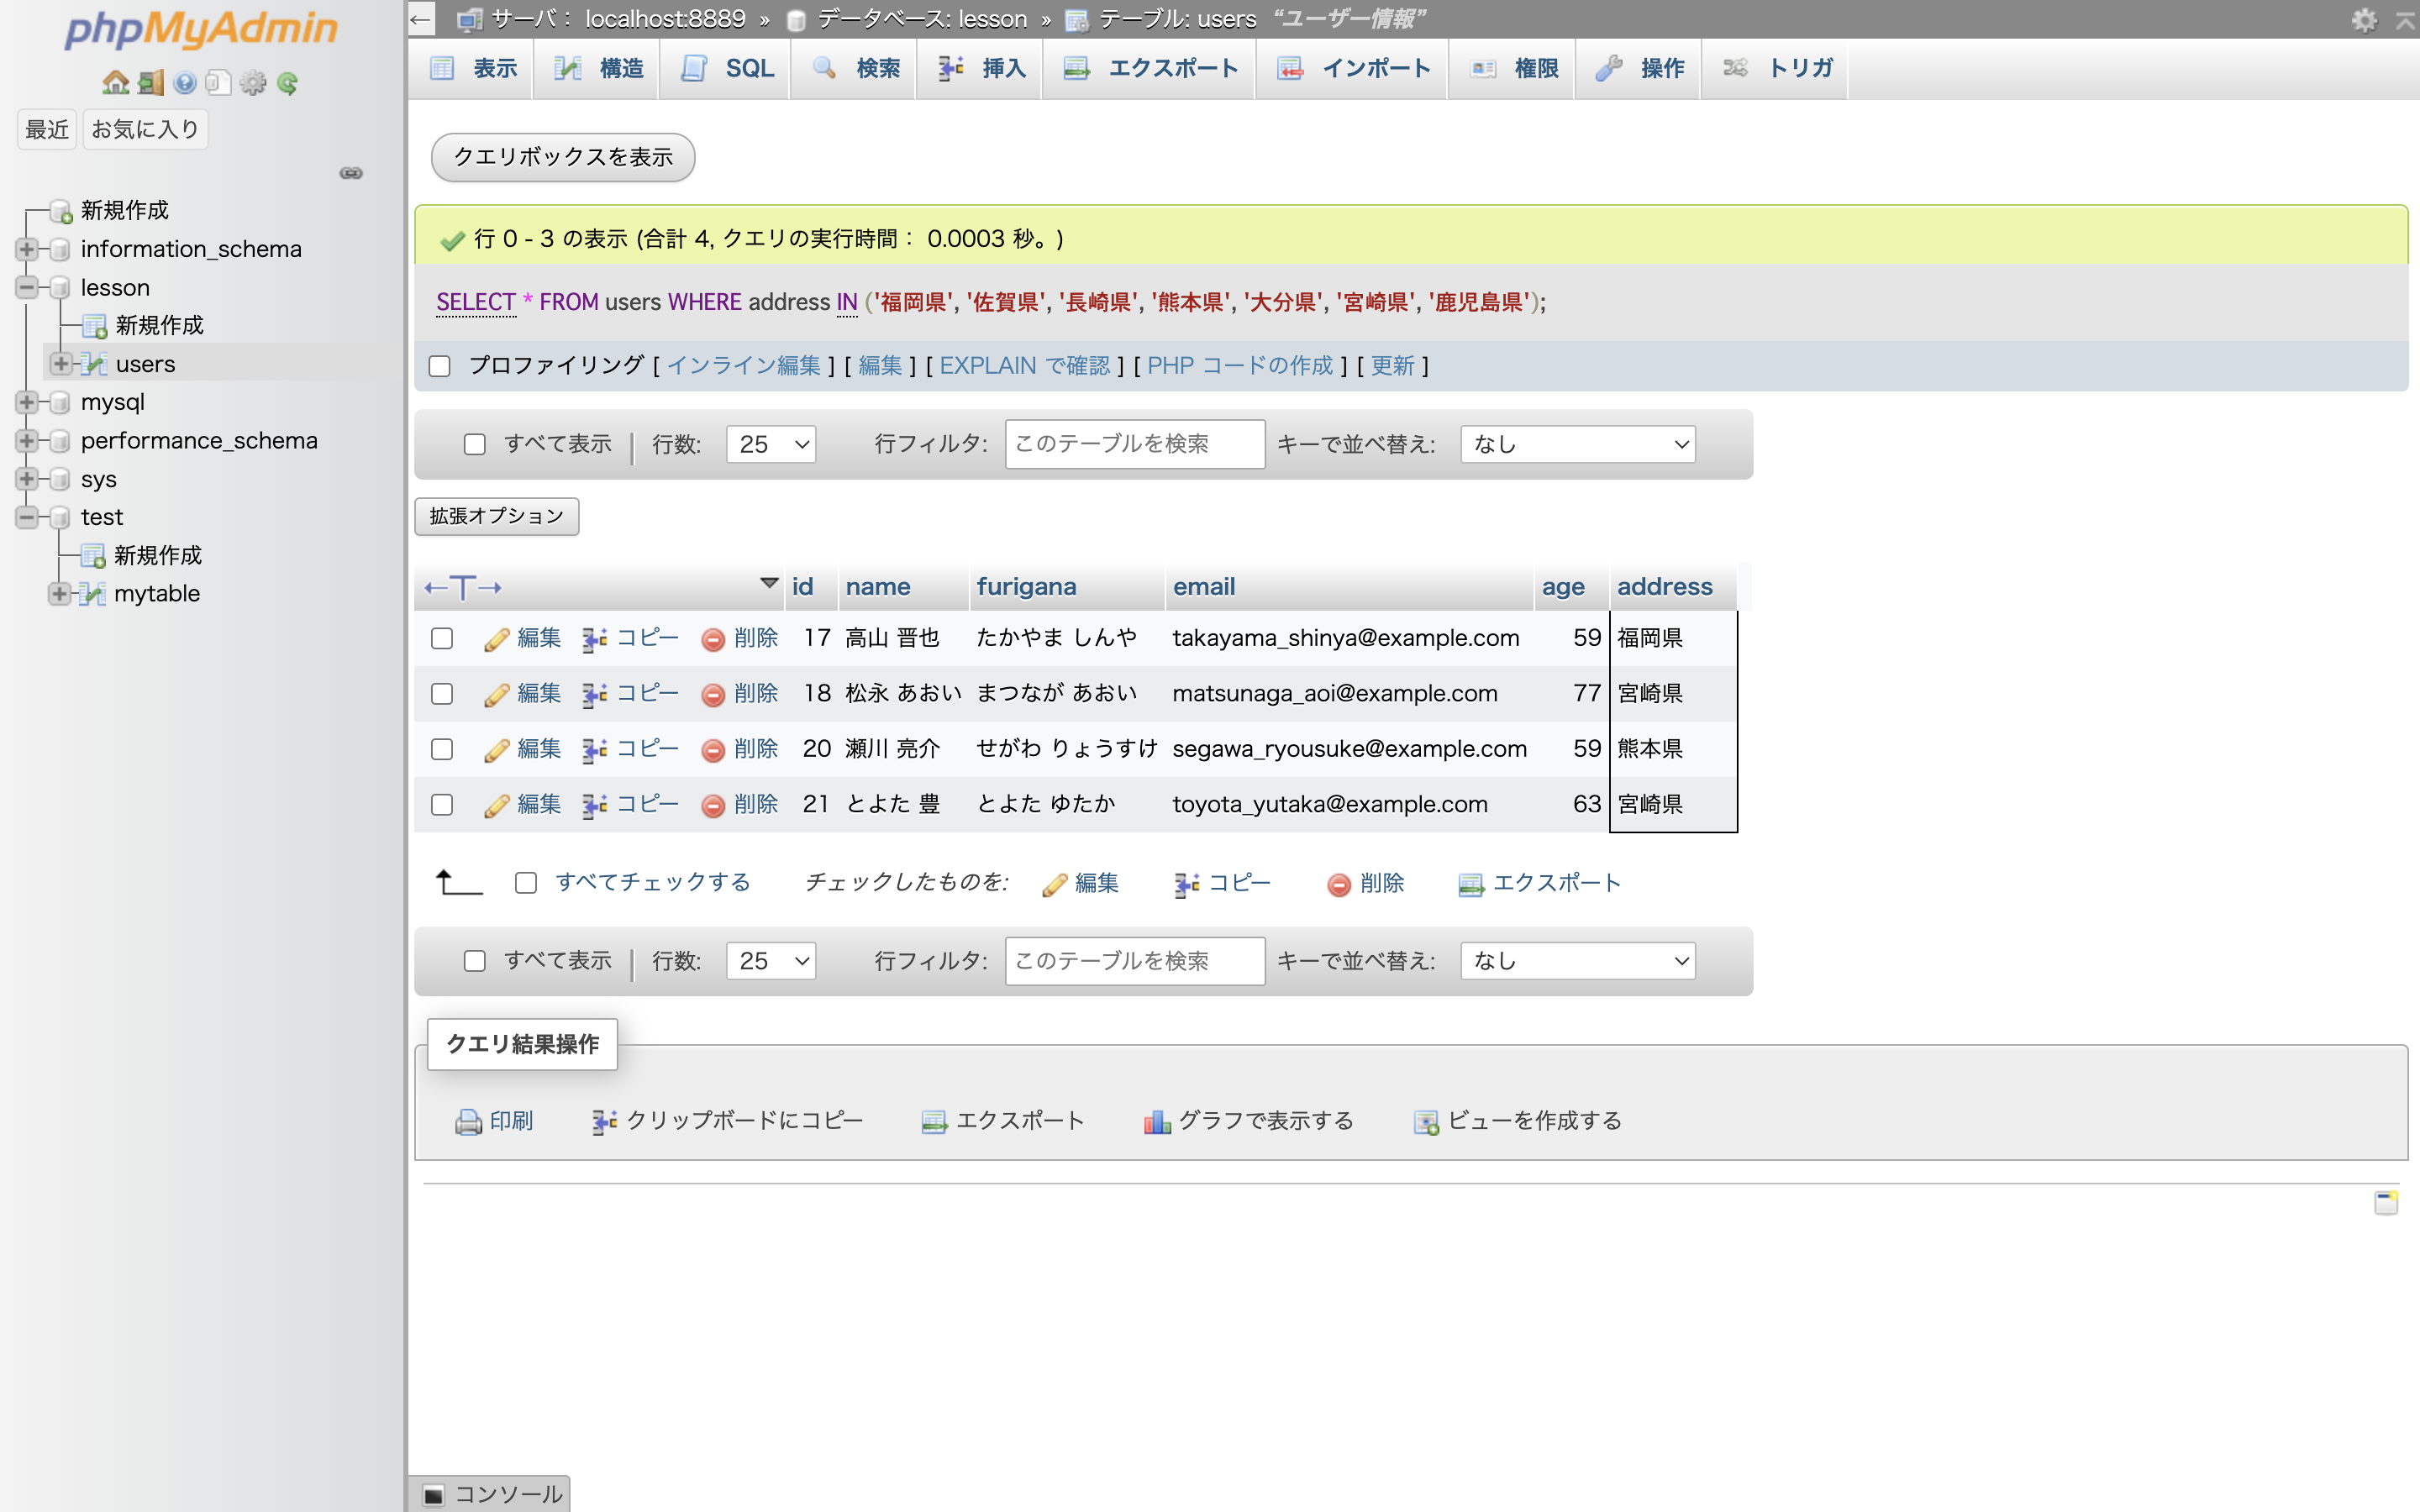 phpMyAdmin
最近 お気に入り
新規作成
information_schema
lesson
新規作成
users
mysql
performance_schema
sys
test
新規作成
mytable
← サーバ： localhost:8889 » データベース: lesson » テーブル: users “ユーザー情報”
表示 構造 SQL 検索 挿入 エクスポート インポート 権限 操作 トリガ
クエリボックスを表示
行 0 - 3 の表示 (合計 4, クエリの実行時間： 0.0003 秒。)
SELECT * FROM users WHERE address IN ('福岡県', '佐賀県', '長崎県', '熊本県', '大分県', '宮崎県', '鹿児島県');
プロファイリング [ インライン編集 ] [ 編集 ] [ EXPLAIN で確認 ] [ PHP コードの作成 ] [ 更新 ]
すべて表示 | 行数: 25 行フィルタ: このテーブルを検索 キーで並べ替え: なし
拡張オプション
←T→ id name furigana email age address
編集 コピー 削除 17 高山 晋也 たかやま しんや takayama_shinya@example.com 59 福岡県
編集 コピー 削除 18 松永 あおい まつなが あおい matsunaga_aoi@example.com 77 宮崎県
編集 コピー 削除 20 瀬川 亮介 せがわ りょうすけ segawa_ryousuke@example.com 59 熊本県
編集 コピー 削除 21 とよた 豊 とよた ゆたか toyota_yutaka@example.com 63 宮崎県
すべてチェックする チェックしたものを: 編集 コピー 削除 エクスポート
すべて表示 | 行数: 25 行フィルタ: このテーブルを検索 キーで並べ替え: なし
クエリ結果操作
印刷 クリップボードにコピー エクスポート グラフで表示する ビューを作成する
コンソール